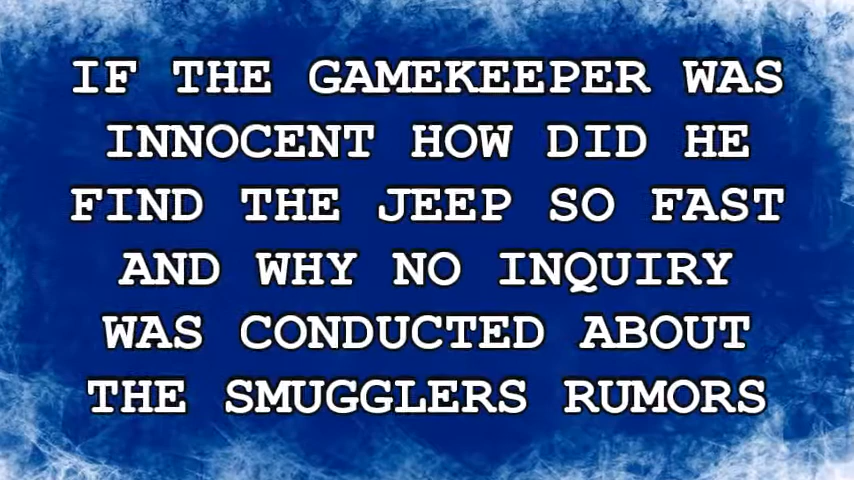 IF THE GAMEKEEPER WAS
INNOCENT HOW DID HE
FIND THE JEEP SO FAST
AND WHY NO INQUIRY
WAS CONDUCTED ABOUT
THE SMUGGLERS RUMORS